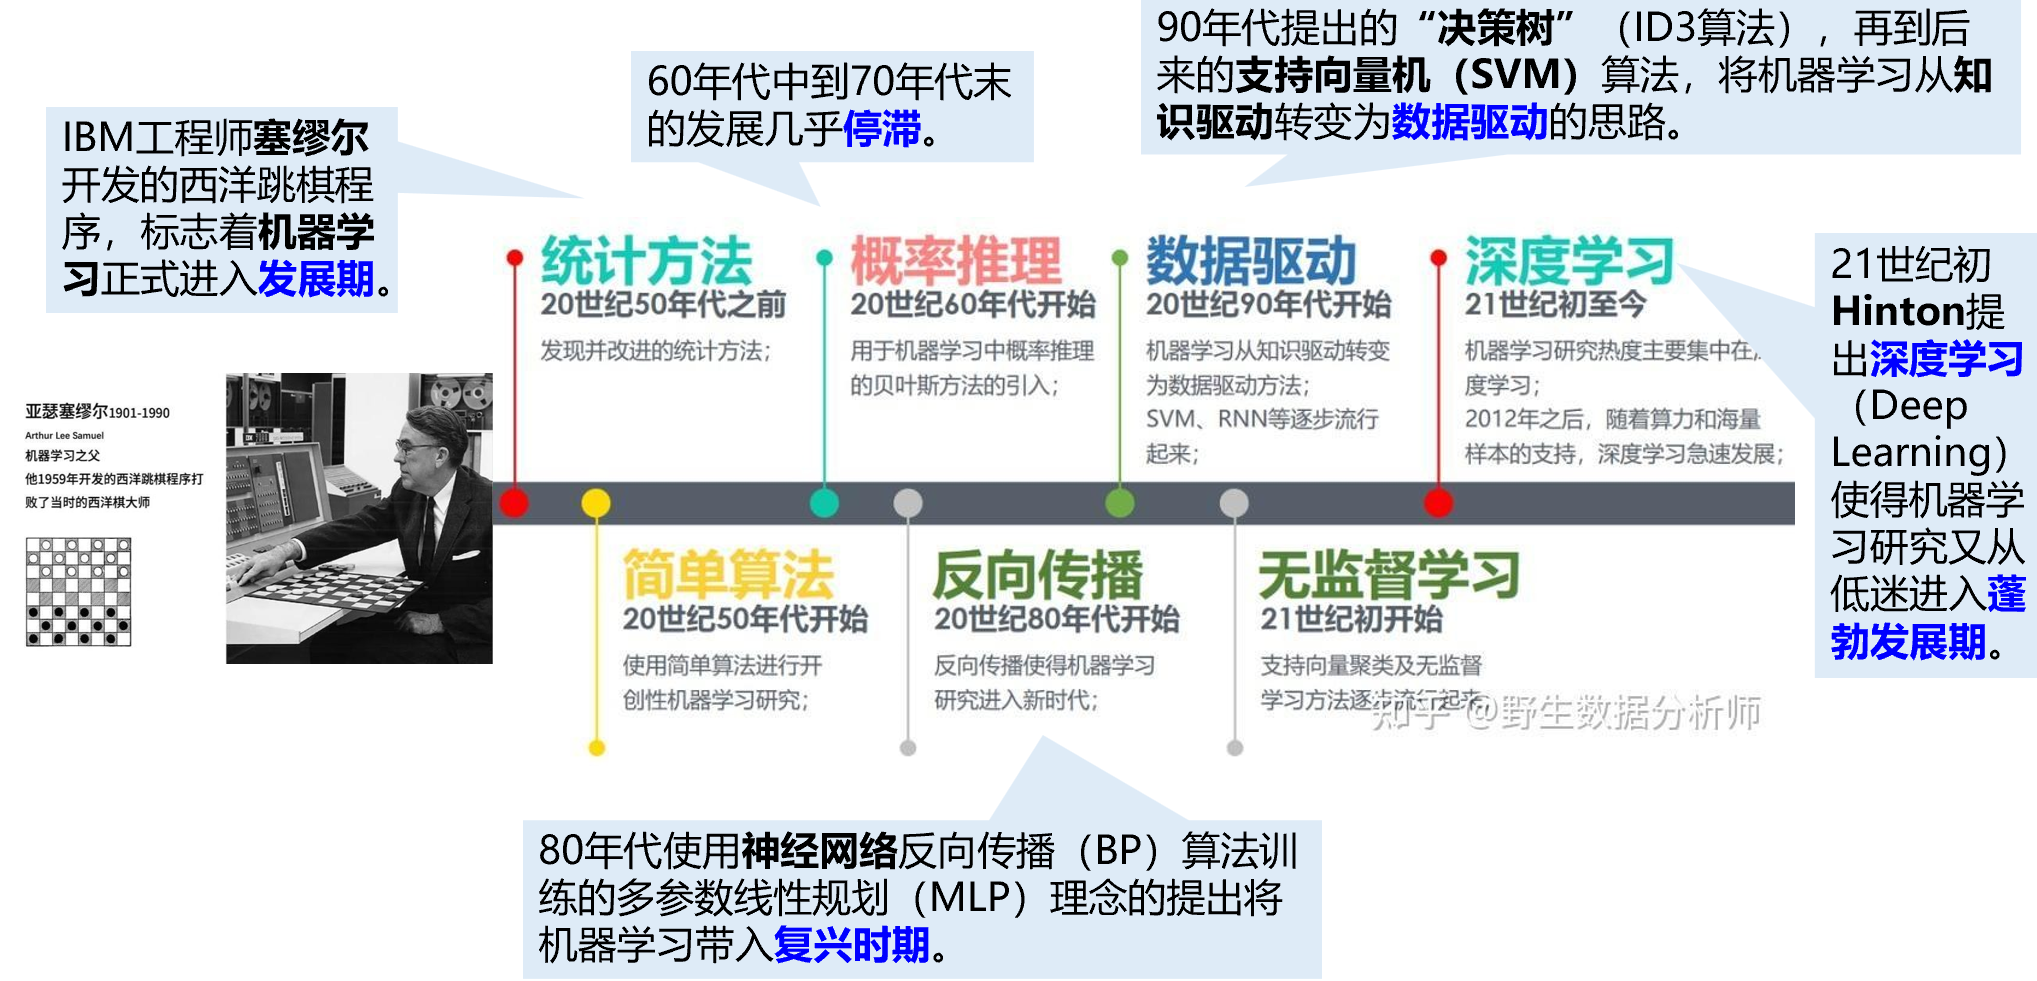 IBM工程师塞缪尔
开发的西洋跳棋程
序，标志着机器学
习正式进入发展期。
60年代中到70年代末
的发展几乎停滞。
90年代提出的“决策树”（ID3算法），再到后
来的支持向量机（SVM）算法，将机器学习从知
识驱动转变为数据驱动的思路。
统计方法
20世纪50年代之前
发现并改进的统计方法；
概率推理
20世纪60年代开始
用于机器学习中概率推理
的贝叶斯方法的引入；
数据驱动
20世纪90年代开始
机器学习从知识驱动转变
为数据驱动方法；
SVM、RNN等逐步流行
起来；
深度学习
21世纪初至今
机器学习研究热度主要集中在
度学习；
2012年之后，随着算力和海量
样本的支持，深度学习急速发展；
21世纪初
Hinton提
出深度学习
（Deep
Learning）
使得机器学
习研究又从
低迷进入蓬
勃发展期。
亚瑟塞缪尔1901-1990
Arthur Lee Samuel
机器学习之父
他1959年开发的西洋跳棋程序打
败了当时的西洋棋大师
简单算法
20世纪50年代开始
使用简单算法进行开
创性机器学习研究；
反向传播
20世纪80年代开始
反向传播使得机器学习
研究进入新时代；
无监督学习
21世纪初开始
支持向量聚类及无监督
学习方法逐步流行起来；
知乎 @野生数据分析师
80年代使用神经网络反向传播（BP）算法训
练的多参数线性规划（MLP）理念的提出将
机器学习带入复兴时期。